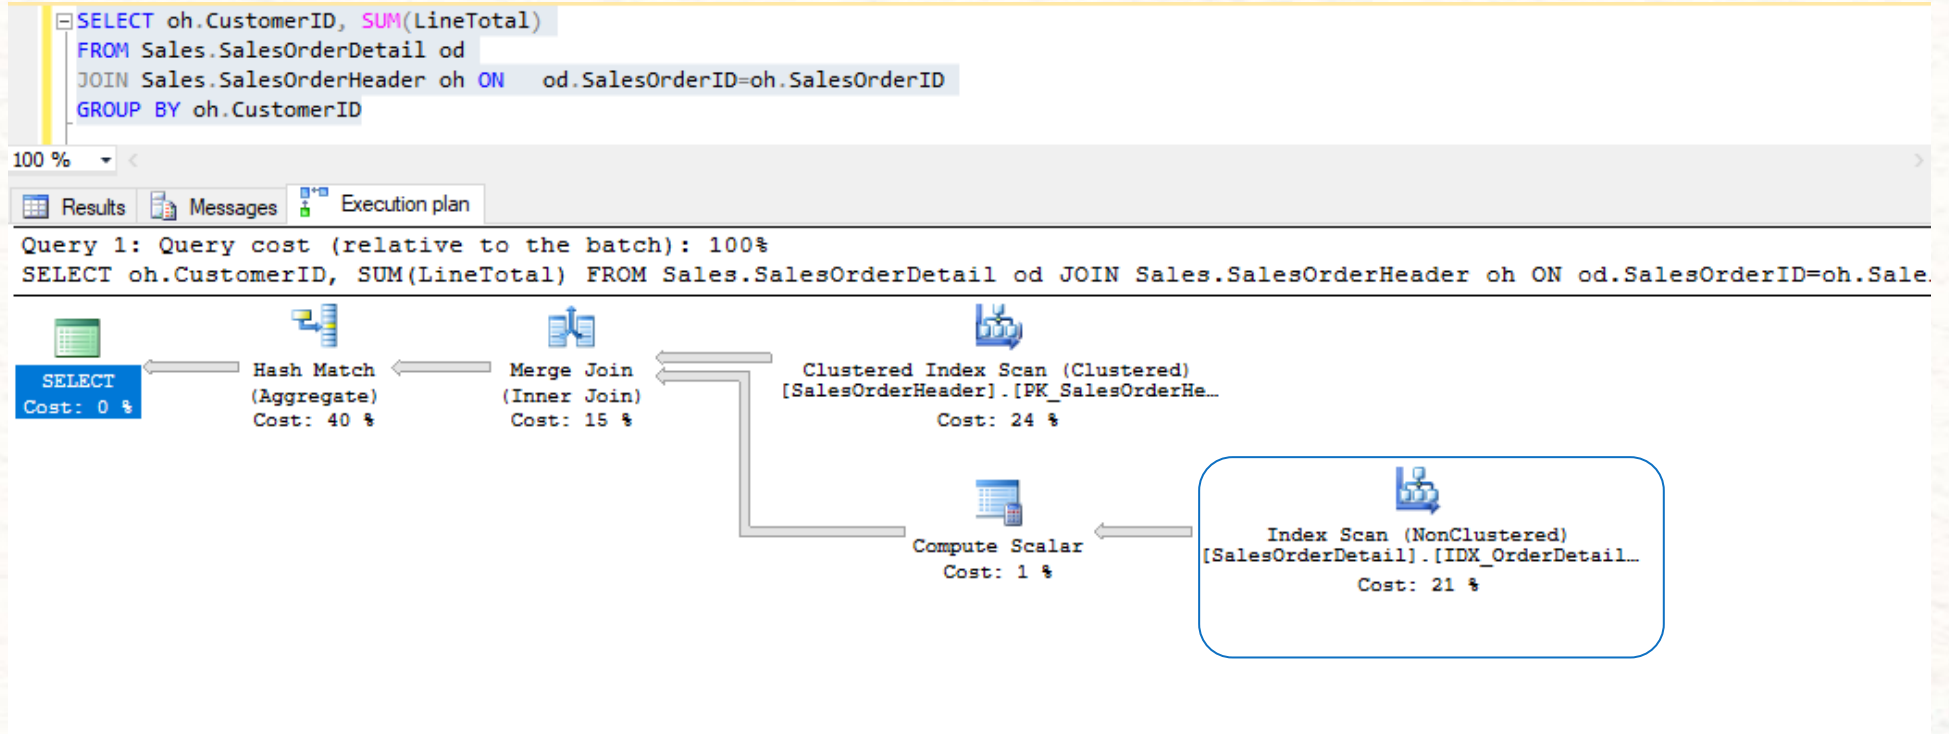 SELECT oh.CustomerID, SUM(LineTotal)
FROM Sales.SalesOrderDetail od
JOIN Sales.SalesOrderHeader oh ON   od.SalesOrderID=oh.SalesOrderID
GROUP BY oh.CustomerID
100 %
Results Messages Execution plan
Query 1: Query cost (relative to the batch): 100%
SELECT oh.CustomerID, SUM(LineTotal) FROM Sales.SalesOrderDetail od JOIN Sales.SalesOrderHeader oh ON od.SalesOrderID=oh.Sale.
SELECT
Cost: 0 %
Hash Match
(Aggregate)
Cost: 40 %
Merge Join
(Inner Join)
Cost: 15 %
Clustered Index Scan (Clustered)
[SalesOrderHeader].[PK_SalesOrderHe…
Cost: 24 %
Compute Scalar
Cost: 1 %
Index Scan (NonClustered)
[SalesOrderDetail].[IDX_OrderDetail…
Cost: 21 %